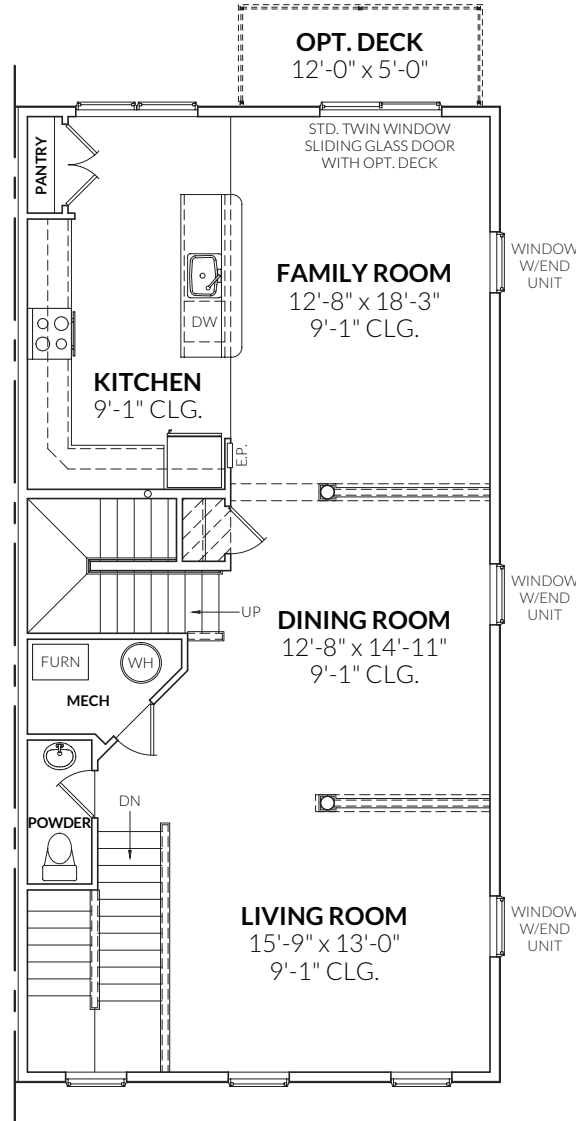 OPT. DECK
12'-0" x 5'-0"
STD. TWIN WINDOW
SLIDING GLASS DOOR
WITH OPT. DECK
PANTRY
WINDOW
W/END
UNIT
FAMILY ROOM
12'-8" x 18'-3"
9'-1" CLG.
DW
KITCHEN
9'-1" CLG.
E.P.
UP
DINING ROOM
12'-8" x 14'-11"
9'-1" CLG.
WINDOW
W/END
UNIT
FURN
WH
MECH
DN
POWDER
LIVING ROOM
15'-9" x 13'-0"
9'-1" CLG.
WINDOW
W/END
UNIT